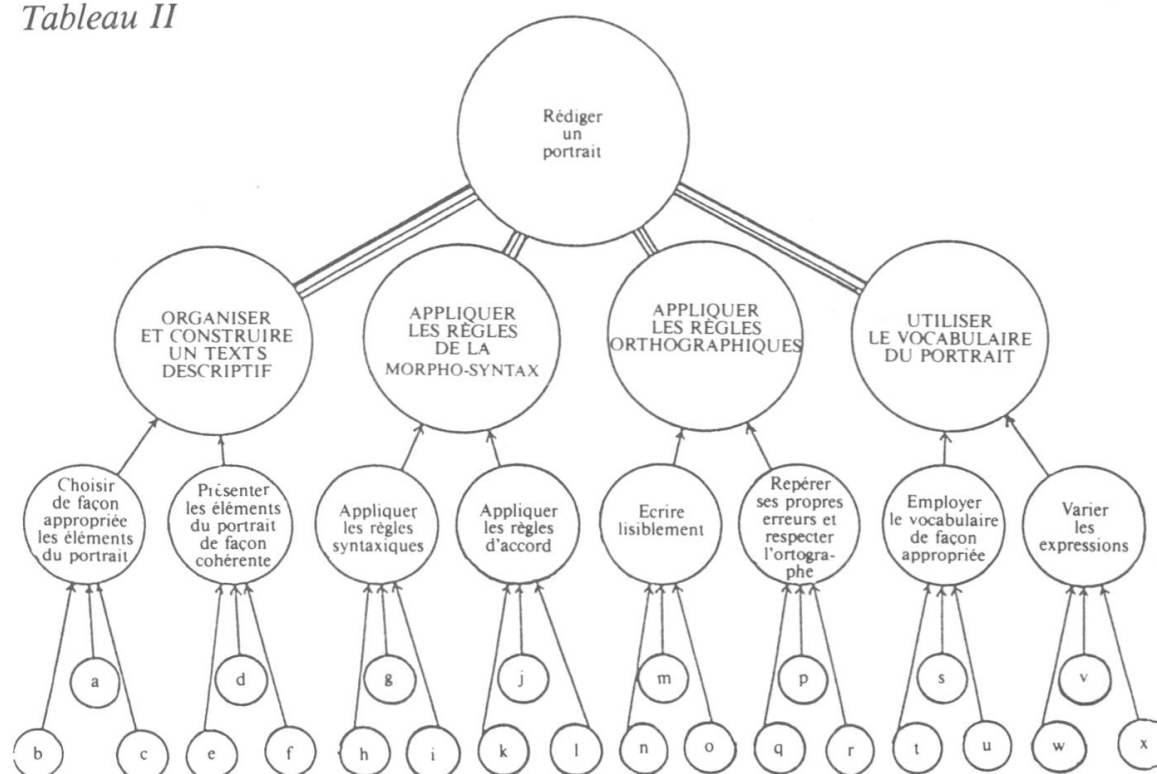 Tableau II
Rédiger
un
portrait
ORGANISER
ET CONSTRUIRE
UN TEXTS
DESCRIPTIF
APPLIQUER
LES RÈGLES
DE LA
MORPHO-SYNTAX
APPLIQUER
LES RÈGLES
ORTHOGRAPHIQUES
UTILISER
LE VOCABULAIRE
DU PORTRAIT
Choisir
de façon
appropriée
les éléments
du portrait
Présenter
les éléments
du portrait
de façon
cohérente
Appliquer
les règles
syntaxiques
Appliquer
les règles
d'accord
Ecrire
lisiblement
Repérer
ses propres
erreurs et
respecter
l'ortogra-
phe
Employer
le vocabulaire
de façon
appropriée
Varier
les
expressions
a
d
g
j
m
p
s
v
b
c
e
f
h
i
k
l
n
o
q
r
t
u
w
x